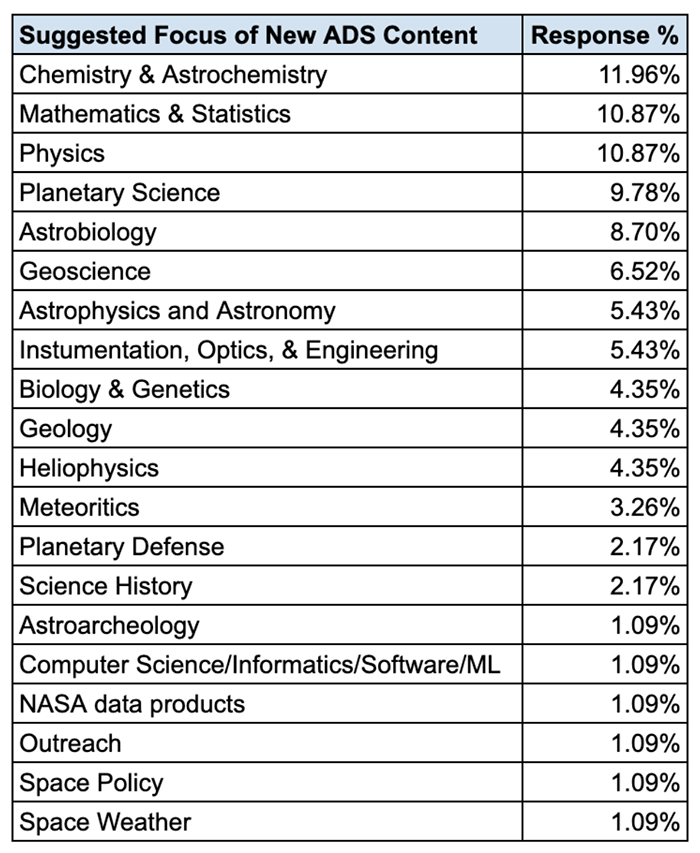 Suggested Focus of New ADS Content Response %
Chemistry & Astrochemistry 11.96%
Mathematics & Statistics 10.87%
Physics 10.87%
Planetary Science 9.78%
Astrobiology 8.70%
Geoscience 6.52%
Astrophysics and Astronomy 5.43%
Instumentation, Optics, & Engineering 5.43%
Biology & Genetics 4.35%
Geology 4.35%
Heliophysics 4.35%
Meteoritics 3.26%
Planetary Defense 2.17%
Science History 2.17%
Astroarcheology 1.09%
Computer Science/Informatics/Software/ML 1.09%
NASA data products 1.09%
Outreach 1.09%
Space Policy 1.09%
Space Weather 1.09%